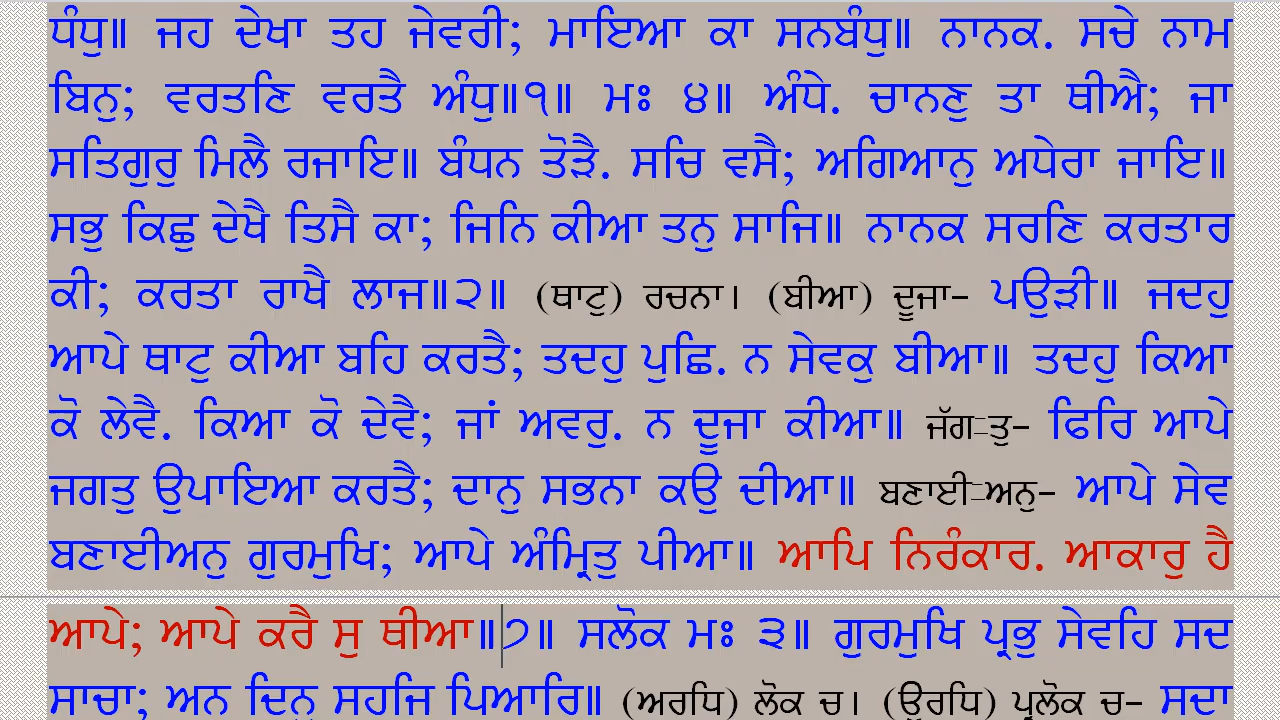 ਧੰਧੁ॥ ਜਹ ਦੇਖਾ ਤਹ ਜੇਵਰੀ; ਮਾਇਆ ਕਾ ਸਨਬੰਧੁ॥ ਨਾਨਕ. ਸਚੇ ਨਾਮ
ਬਿਨੁ; ਵਰਤਣਿ ਵਰਤੈ ਅੰਧੁ॥੧॥ ਮਃ ੪॥ ਅੰਧੇ. ਚਾਨਣੁ ਤਾ ਥੀਐ; ਜਾ
ਸਤਿਗੁਰੁ ਮਿਲੈ ਰਜਾਇ॥ ਬੰਧਨ ਤੋੜੈ. ਸਚਿ ਵਸੈ; ਅਗਿਆਨੁ ਅਧੇਰਾ ਜਾਇ॥
ਸਭੁ ਕਿਛੁ ਦੇਖੈ ਤਿਸੈ ਕਾ; ਜਿਨਿ ਕੀਆ ਤਨੁ ਸਾਜਿ॥ ਨਾਨਕ ਸਰਣਿ ਕਰਤਾਰ
ਕੀ; ਕਰਤਾ ਰਾਖੈ ਲਾਜ॥੨॥ (ਥਾਟੁ) ਰਚਨਾ। (ਬੀਆ) ਦੂਜਾ- ਪਉੜੀ॥ ਜਦਹੁ
ਆਪੇ ਥਾਟੁ ਕੀਆ ਬਹਿ ਕਰਤੈ; ਤਦਹੁ ਪੁਛਿ. ਨ ਸੇਵਕੁ ਬੀਆ॥ ਤਦਹੁ ਕਿਆ
ਕੋ ਲੇਵੈ. ਕਿਆ ਕੋ ਦੇਵੈ; ਜਾਂ ਅਵਰੁ. ਨ ਦੂਜਾ ਕੀਆ॥ ਜੱਗ-ਤੁ- ਫਿਰਿ ਆਪੇ
ਜਗਤੁ ਉਪਾਇਆ ਕਰਤੈ; ਦਾਨੁ ਸਭਨਾ ਕਉ ਦੀਆ॥ ਬਣਾਈ-ਅਨੁ- ਆਪੇ ਸੇਵ
ਬਣਾਈਅਨੁ ਗੁਰਮੁਖਿ; ਆਪੇ ਅੰਮ੍ਰਿਤੁ ਪੀਆ॥ ਆਪਿ ਨਿਰੰਕਾਰ. ਆਕਾਰੁ ਹੈ
ਆਪੇ; ਆਪੇ ਕਰੈ ਸੁ ਥੀਆ॥੭॥ ਸਲੋਕ ਮਃ ੩॥ ਗੁਰਮੁਖਿ ਪ੍ਰਭੁ ਸੇਵਹਿ ਸਦ
ਸਾਚਾ; ਅਨ ਦਿਨੁ ਸਹਜਿ ਪਿਆਰਿ॥ (ਅਰਧਿ) ਲੋਕ ਚ। (ਉਰਧਿ) ਪ੍ਰਲੋਕ ਚ- ਸਦਾ